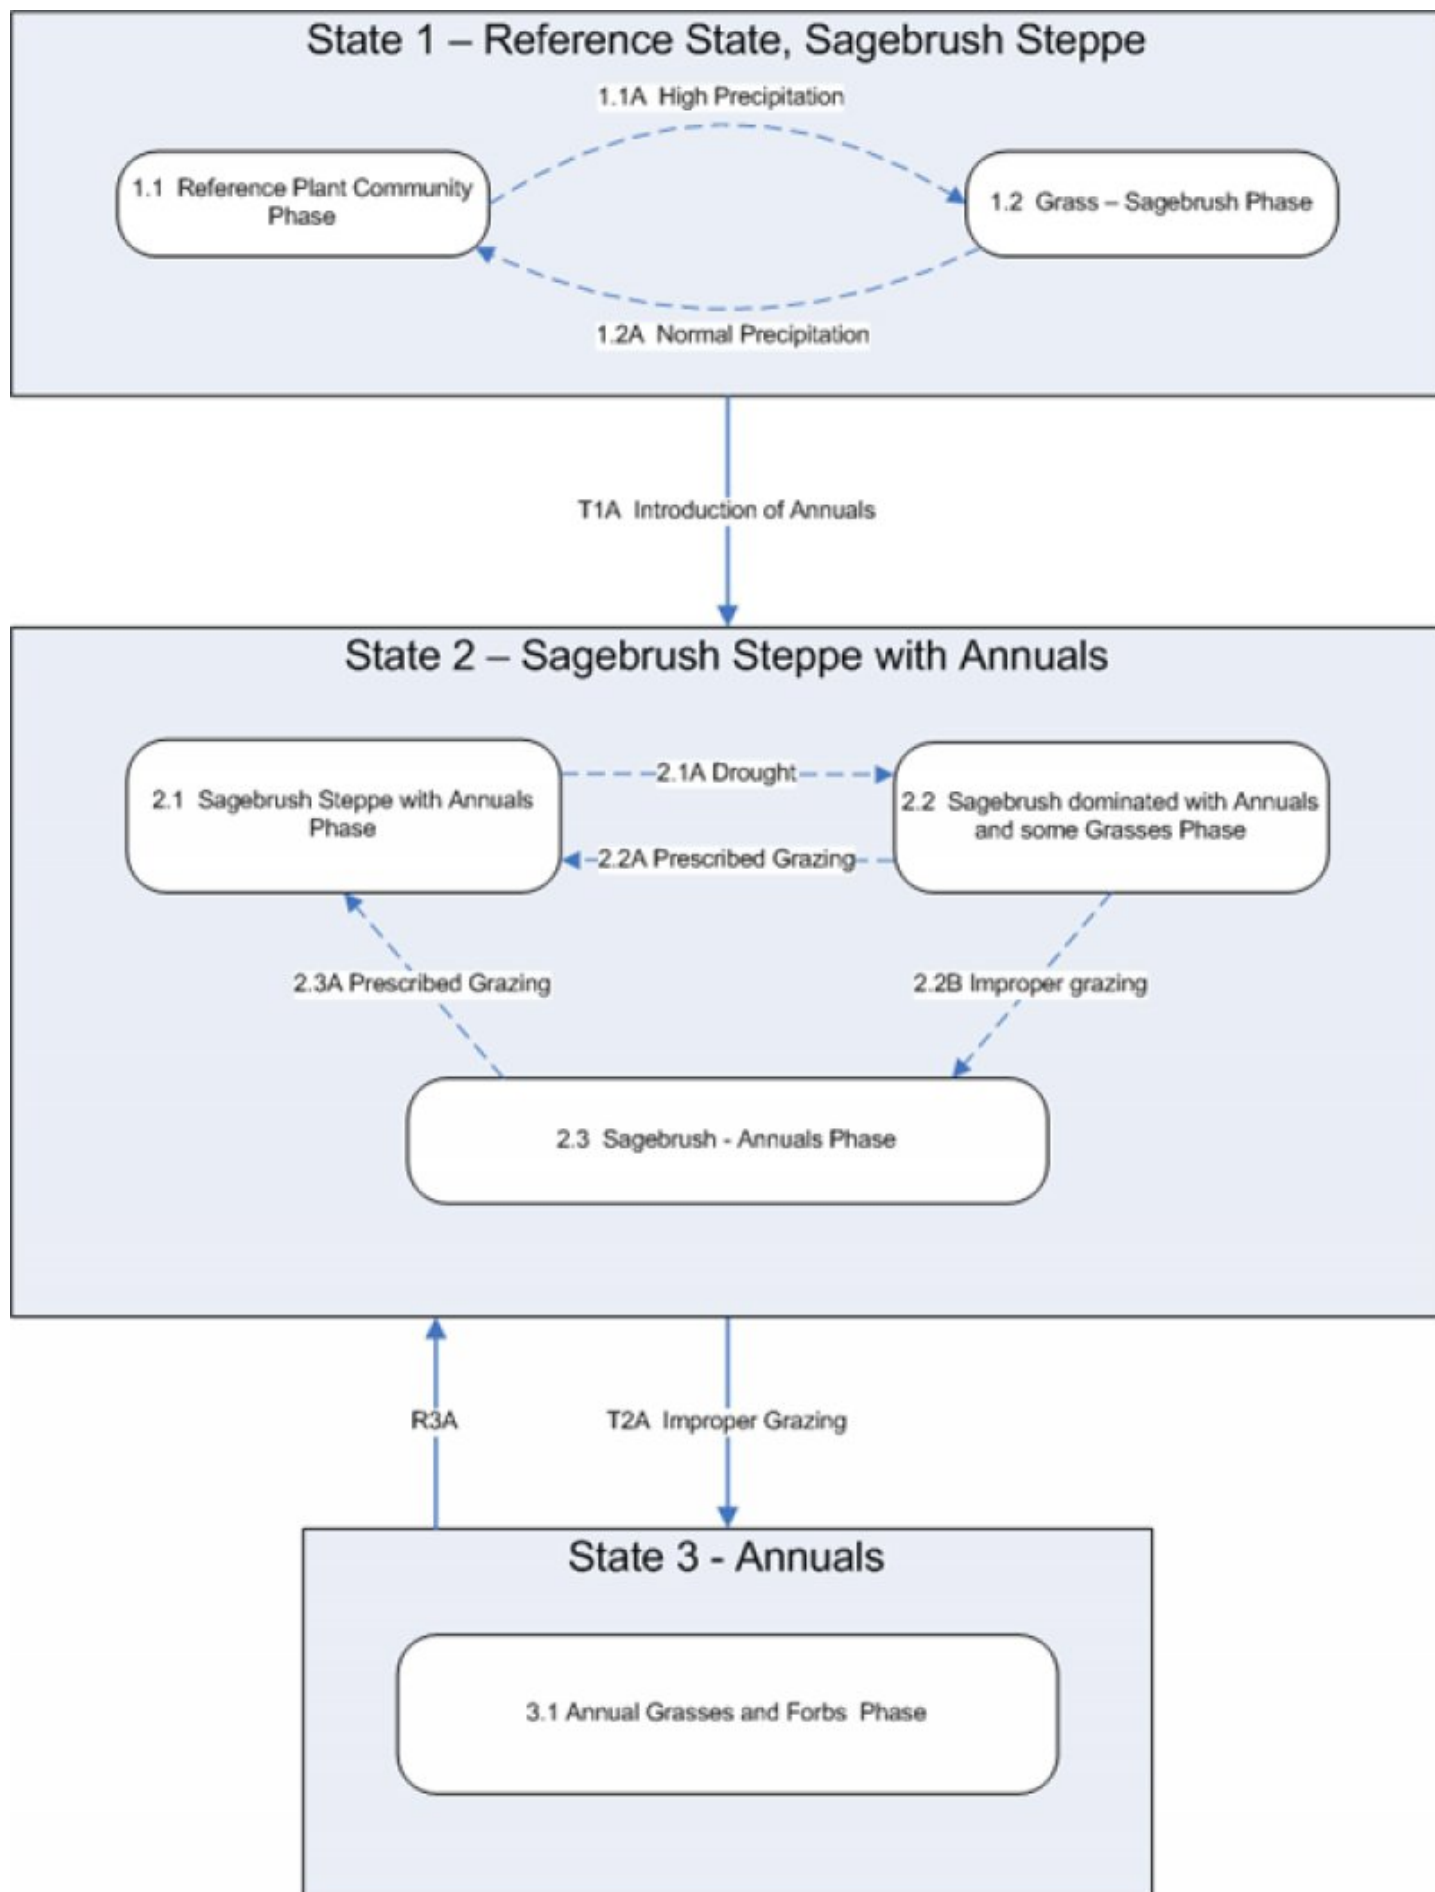 State 1 – Reference State, Sagebrush Steppe
1.1A High Precipitation
1.1 Reference Plant Community
Phase
1.2 Grass – Sagebrush Phase
1.2A Normal Precipitation
T1A Introduction of Annuals
State 2 – Sagebrush Steppe with Annuals
2.1 Sagebrush Steppe with Annuals
Phase
2.1A Drought
2.2A Prescribed Grazing
2.2 Sagebrush dominated with Annuals
and some Grasses Phase
2.3A Prescribed Grazing
2.2B Improper grazing
2.3 Sagebrush - Annuals Phase
R3A
T2A Improper Grazing
State 3 - Annuals
3.1 Annual Grasses and Forbs Phase